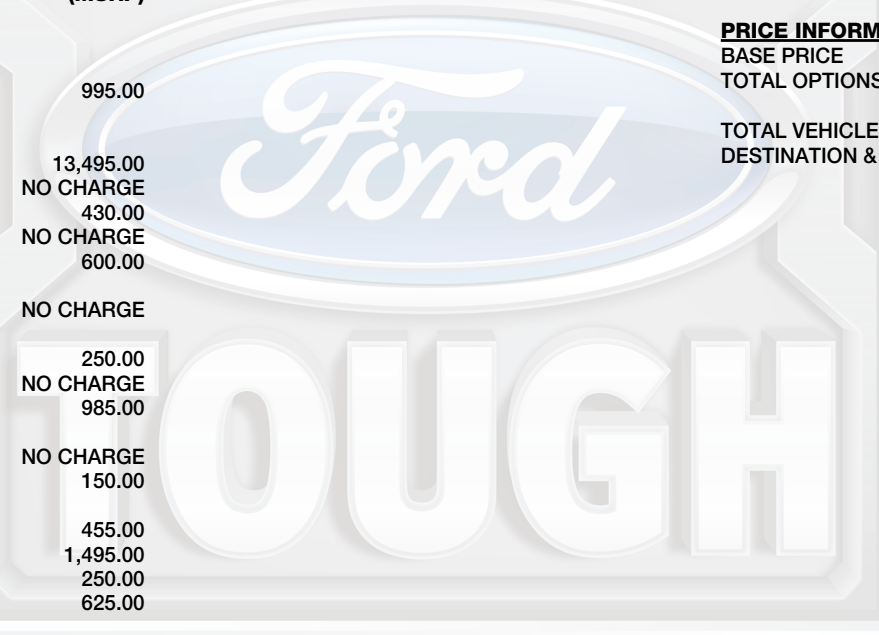 (MSRP)
995.00
13,495.00
NO CHARGE
430.00
NO CHARGE
600.00
NO CHARGE
250.00
NO CHARGE
985.00
NO CHARGE
150.00
455.00
1,495.00
250.00
625.00
PRICE INFORM
BASE PRICE
TOTAL OPTIONS
TOTAL VEHICLE
DESTINATION &
Ford
TOUGH